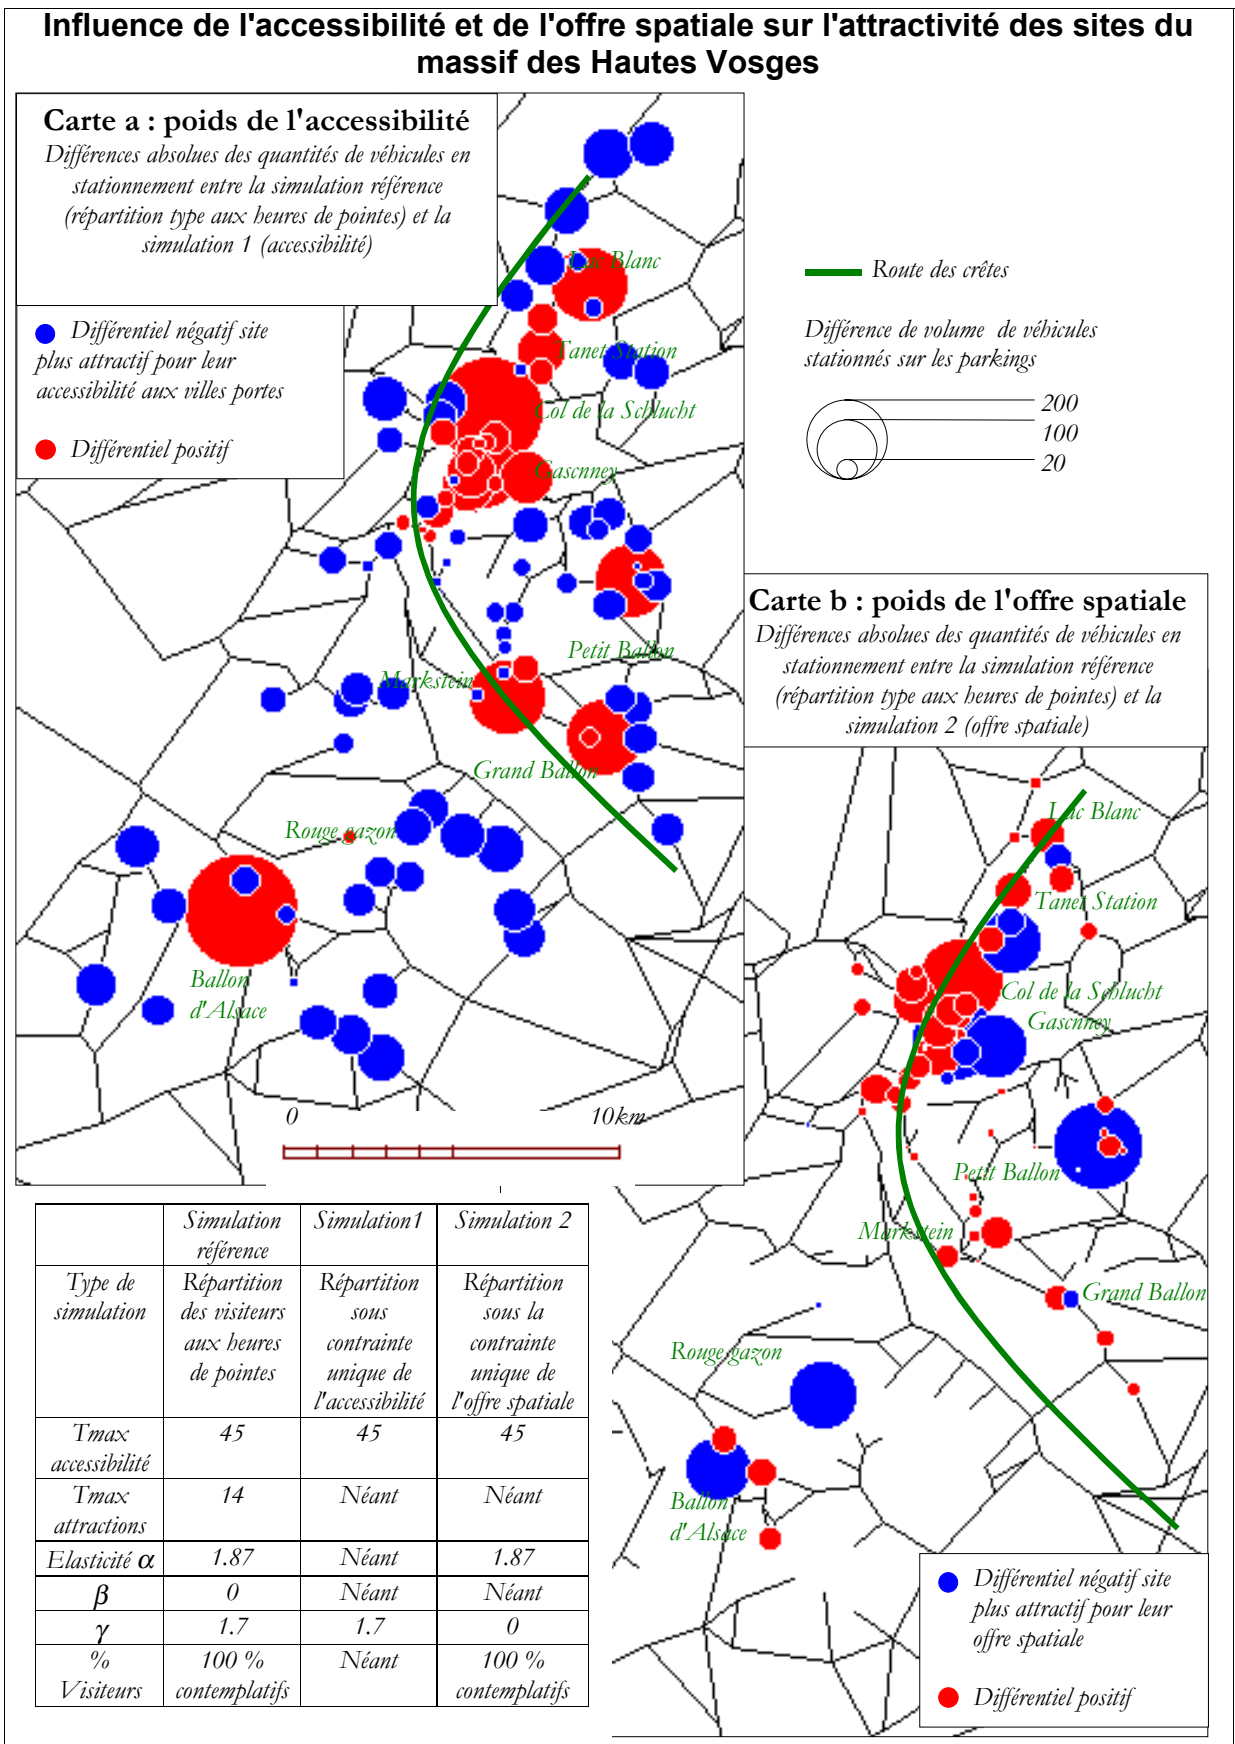 Influence de l'accessibilité et de l'offre spatiale sur l'attractivité des sites du
massif des Hautes Vosges
Carte a : poids de l'accessibilité
Différences absolues des quantités de véhicules en
stationnement entre la simulation référence
(répartition type aux heures de pointes) et la
simulation 1 (accessibilité)
Différentiel négatif site
plus attractif pour leur
accessibilité aux villes portes
Différentiel positif
Lac Blanc
Tanet Station
Col de la Schlucht
Gascnney
Petit Ballon
Markstein
Grand Ballon
Rouge gazon
Ballon
d'Alsace
0
10km
Route des crêtes
Différence de volume de véhicules
stationnés sur les parkings
200
100
20
Carte b : poids de l'offre spatiale
Différences absolues des quantités de véhicules en
stationnement entre la simulation référence
(répartition type aux heures de pointes) et la
simulation 2 (offre spatiale)
Lac Blanc
Tanet Station
Col de la Schlucht
Gascnney
Petit Ballon
Markstein
Grand Ballon
Rouge gazon
Ballon
d'Alsace
Différentiel négatif site
plus attractif pour leur
offre spatiale
Différentiel positif
Simulation
référence
Simulation1
Simulation 2
Type de
simulation
Répartition
des visiteurs
aux heures
de pointes
Répartition
sous
contrainte
unique de
l'accessibilité
Répartition
sous la
contrainte
unique de
l'offre spatiale
Tmax
accessibilité
45
45
45
Tmax
attractions
14
Néant
Néant
Elasticité α
1.87
Néant
1.87
β
0
Néant
Néant
γ
1.7
1.7
0
%
Visiteurs
100 %
contemplatifs
Néant
100 %
contemplatifs